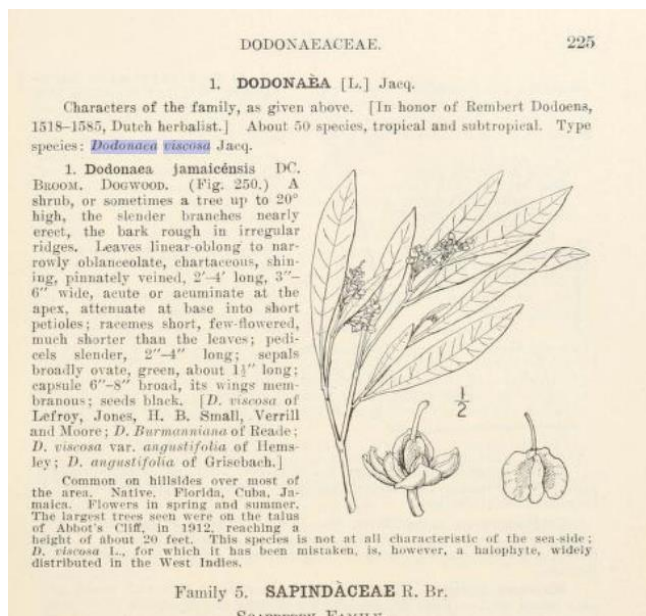 DODONAEACEAE.
225
1. DODONAÈA [L.] Jacq.
Characters of the family, as given above. [In honor of Rembert Dodoens,
1518–1585, Dutch herbalist.] About 50 species, tropical and subtropical. Type
species: Dodonaea viscosa Jacq.
1. Dodonaea jamaicénsis DC.
BROOM. DOGWOOD. (Fig. 250.) A
shrub, or sometimes a tree up to 20°
high, the slender branches nearly
erect, the bark rough in irregular
ridges. Leaves linear-oblong to nar-
rowly oblanceolate, chartaceous, shin-
ing, pinnately veined, 2′–4′ long, 3″–
6″ wide, acute or acuminate at the
apex, attenuate at base into short
petioles; racemes short, few-flowered,
much shorter than the leaves; pedi-
cels slender, 2″–4″ long; sepals
broadly ovate, green, about 1½″ long;
capsule 6″–8″ broad, its wings mem-
branous; seeds black. [D. viscosa of
Lefroy, Jones, H. B. Small, Verrill
and Moore; D. Burmanniana of Reade;
D. viscosa var. angustifolia of Hems-
ley; D. angustifolia of Grisebach.]
Common on hillsides over most of
the area. Native. Florida, Cuba, Ja-
maica. Flowers in spring and summer.
The largest trees seen were on the talus
of Abbot's Cliff, in 1912, reaching a
height of about 20 feet. This species is not at all characteristic of the sea-side;
D. viscosa L., for which it has been mistaken, is, however, a halophyte, widely
distributed in the West Indies.
1/2
Family 5. SAPINDÀCEAE R. Br.
FAMILY